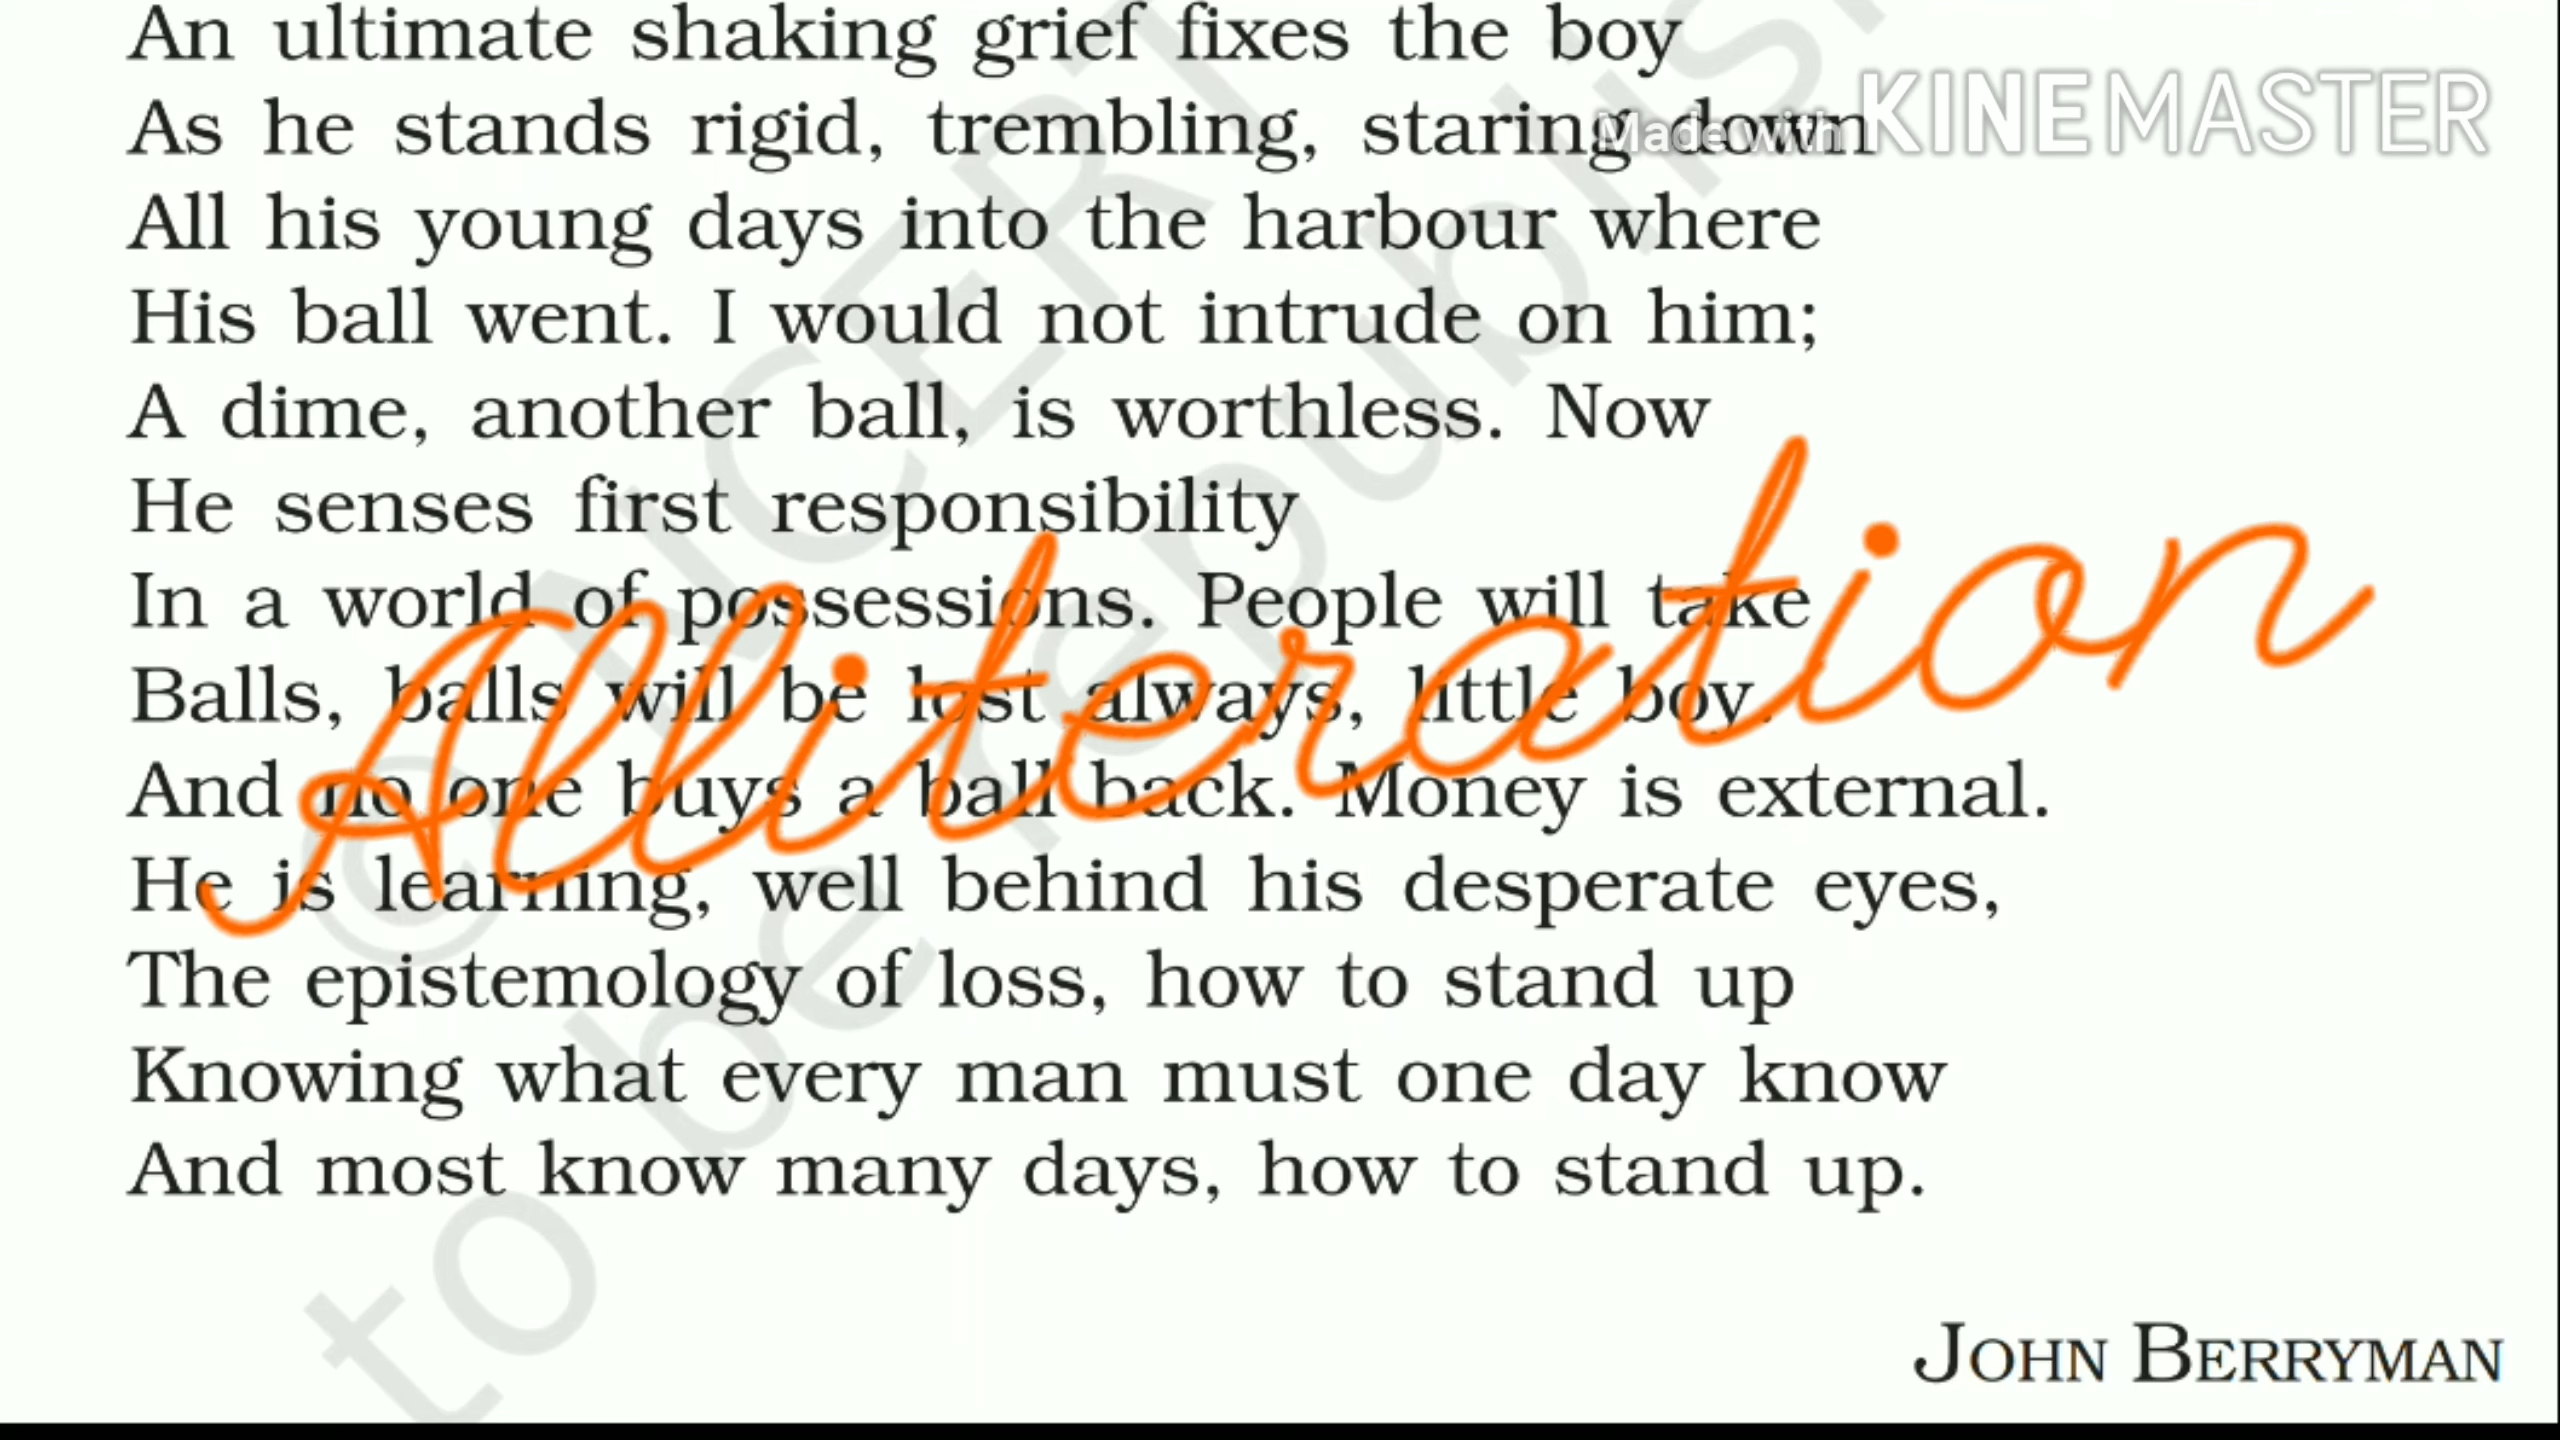 An ultimate shaking grief fixes the boy
As he stands rigid, trembling, staring down
Made with KINEMASTER
All his young days into the harbour where
His ball went. I would not intrude on him;
A dime, another ball, is worthless. Now
He senses first responsibility
In a world of possessions. People will take
Balls, balls will be lost always, little boy.
And no one buys a ball back. Money is external.
He is learning, well behind his desperate eyes,
The epistemology of loss, how to stand up
Knowing what every man must one day know
And most know many days, how to stand up.
Alliteration
JOHN BERRYMAN
© NCERT
to be republis